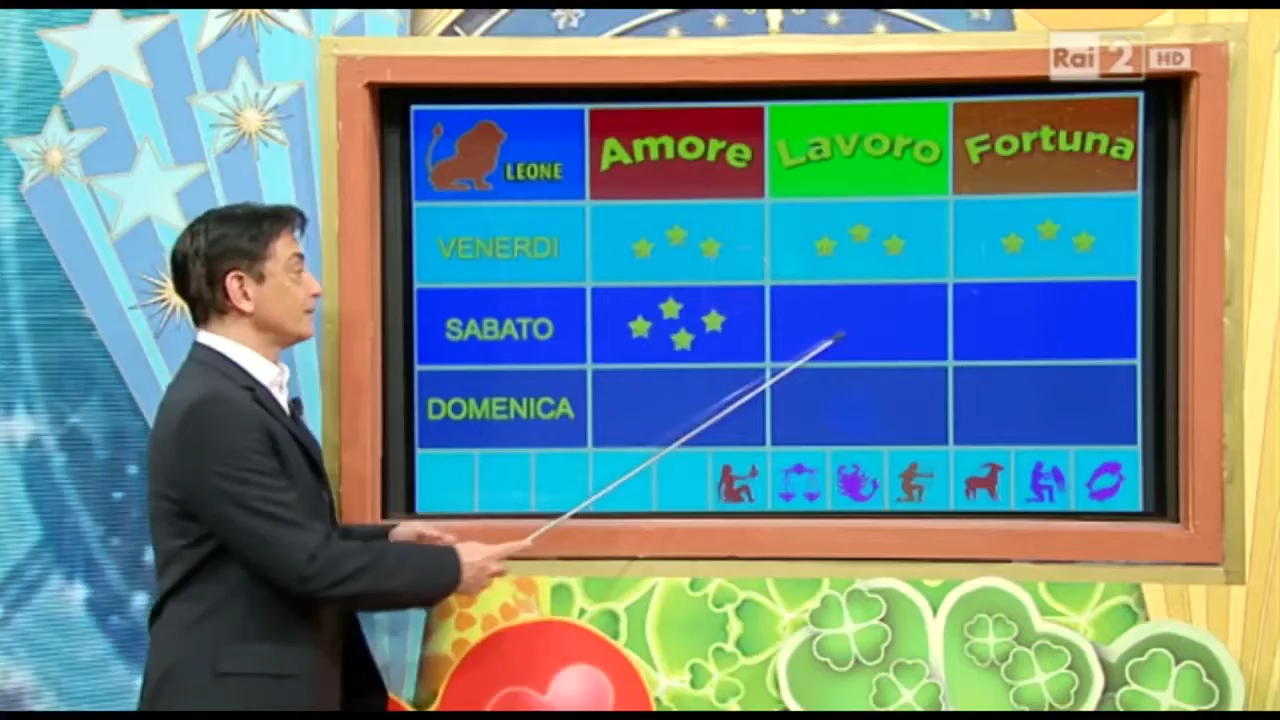 Rai 2 HD
LEONE Amore Lavoro Fortuna
VENERDI
SABATO
DOMENICA